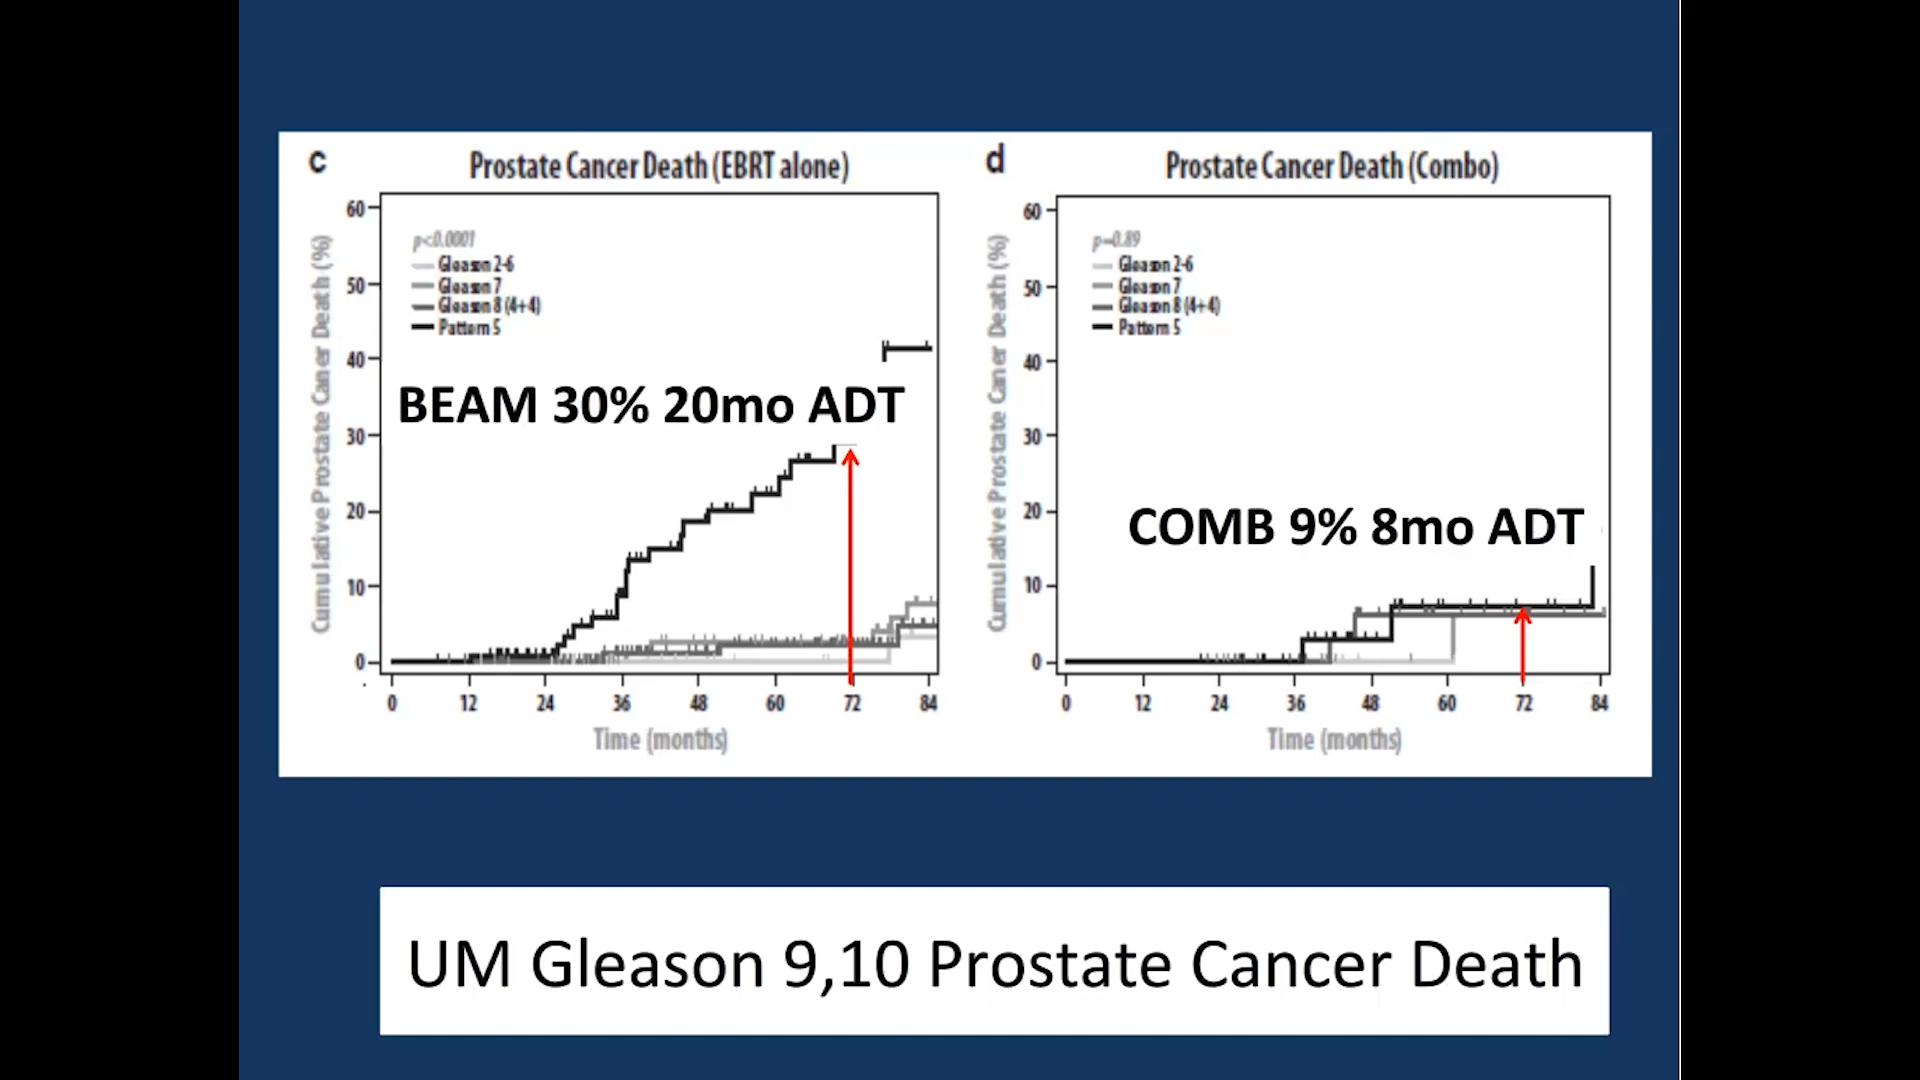 c
Prostate Cancer Death (EBRT alone)
Cumulative Prostate Cancer Death (%)
60
50
40
30
20
10
0
p<0.0001
Gleason 2-6
Gleason 7
Gleason 8 (4+4)
Pattern 5
BEAM 30% 20mo ADT
0 12 24 36 48 60 72 84
Time (months)
d
Prostate Cancer Death (Combo)
Cumulative Prostate Cancer Death (%)
60
50
40
30
20
10
0
p=0.89
Gleason 2-6
Gleason 7
Gleason 8 (4+4)
Pattern 5
COMB 9% 8mo ADT
0 12 24 36 48 60 72 84
Time (months)
UM Gleason 9,10 Prostate Cancer Death